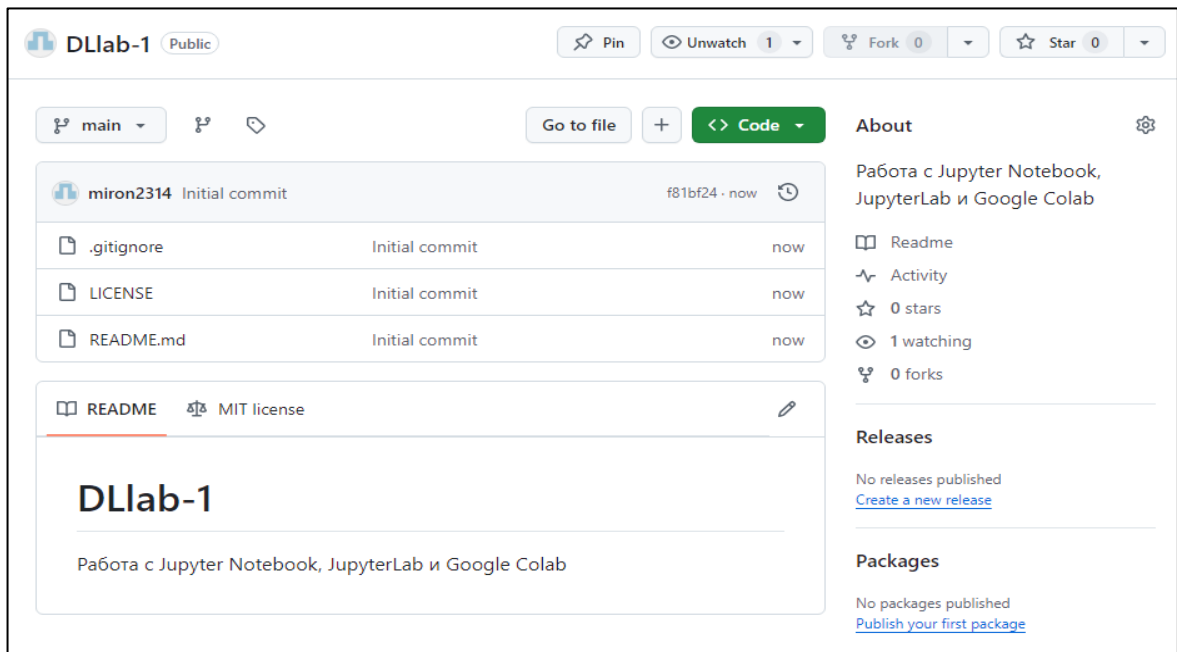 DLlab-1 Public Pin Unwatch 1 Fork 0 Star 0
main Go to file + Code
miron2314 Initial commit f81bf24 · now
.gitignore Initial commit now
LICENSE Initial commit now
README.md Initial commit now
README MIT license
DLlab-1
Работа с Jupyter Notebook, JupyterLab и Google Colab
About
Работа с Jupyter Notebook,
JupyterLab и Google Colab
Readme
Activity
0 stars
1 watching
0 forks
Releases
No releases published
Create a new release
Packages
No packages published
Publish your first package